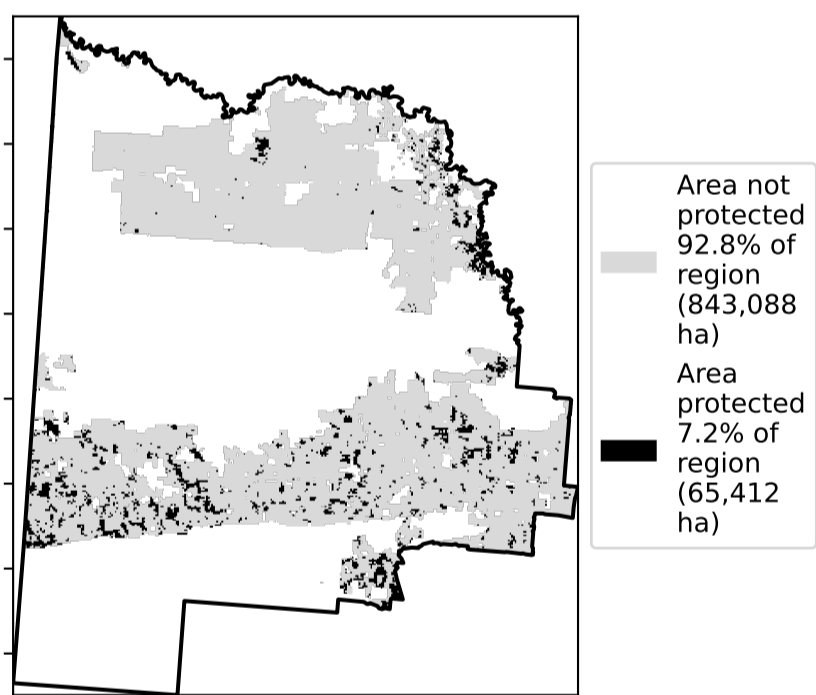 Area not
protected
92.8% of
region
(843,088
ha)
Area
protected
7.2% of
region
(65,412
ha)